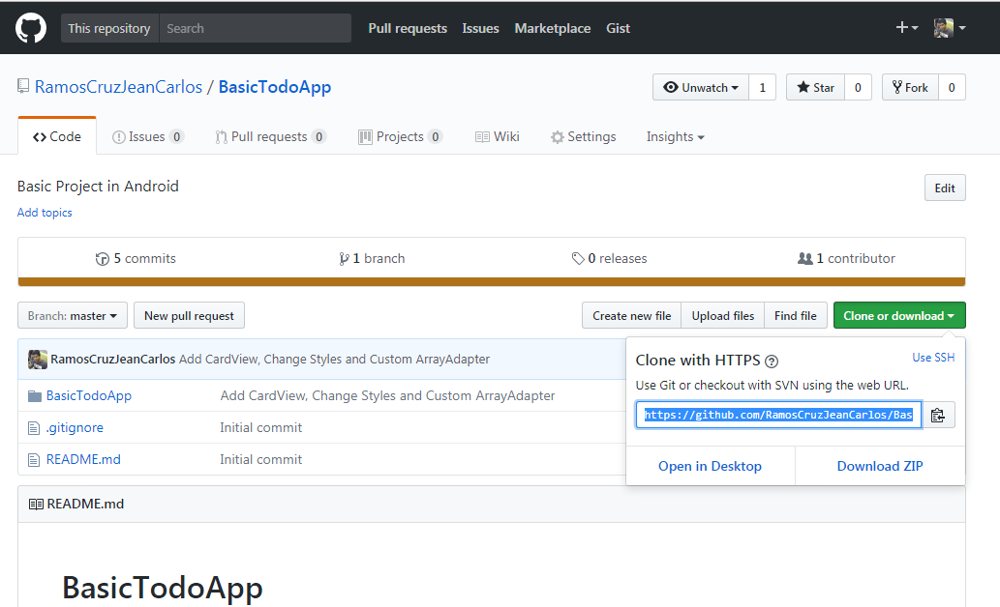 This repository Search Pull requests Issues Marketplace Gist
RamosCruzJeanCarlos / BasicTodoApp Unwatch 1 Star 0 Fork 0
Code Issues 0 Pull requests 0 Projects 0 Wiki Settings Insights
Basic Project in Android Edit
Add topics
5 commits 1 branch 0 releases 1 contributor
Branch: master New pull request Create new file Upload files Find file Clone or download
RamosCruzJeanCarlos Add CardView, Change Styles and Custom ArrayAdapter
BasicTodoApp Add CardView, Change Styles and Custom ArrayAdapter
.gitignore Initial commit
README.md Initial commit
Clone with HTTPS Use SSH
Use Git or checkout with SVN using the web URL.
https://github.com/RamosCruzJeanCarlos/Bas
Open in Desktop Download ZIP
README.md
BasicTodoApp